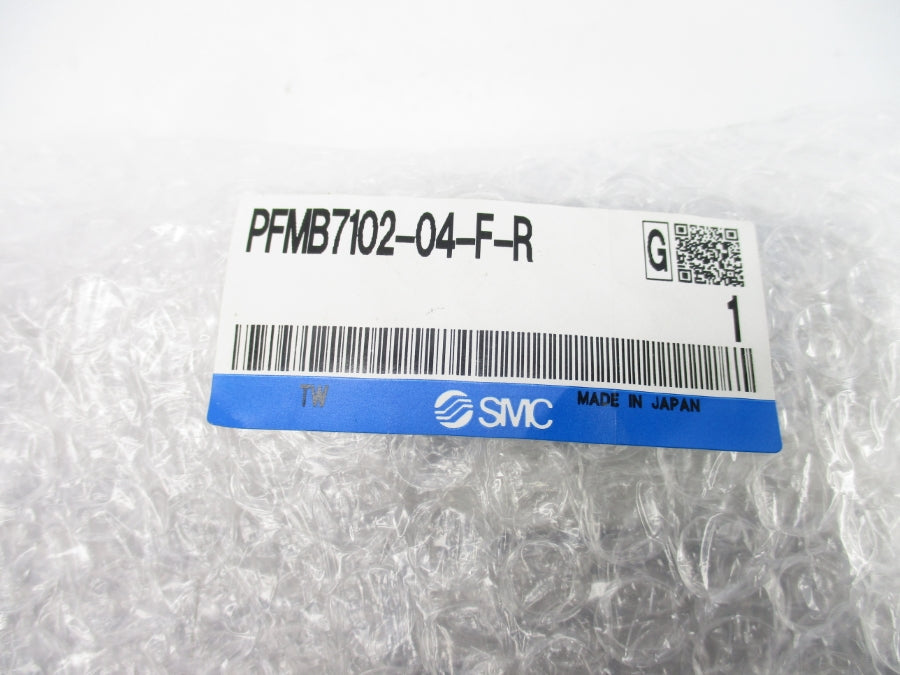 PFMB7102-04-F-R
G
1
TW
SMC
MADE IN JAPAN